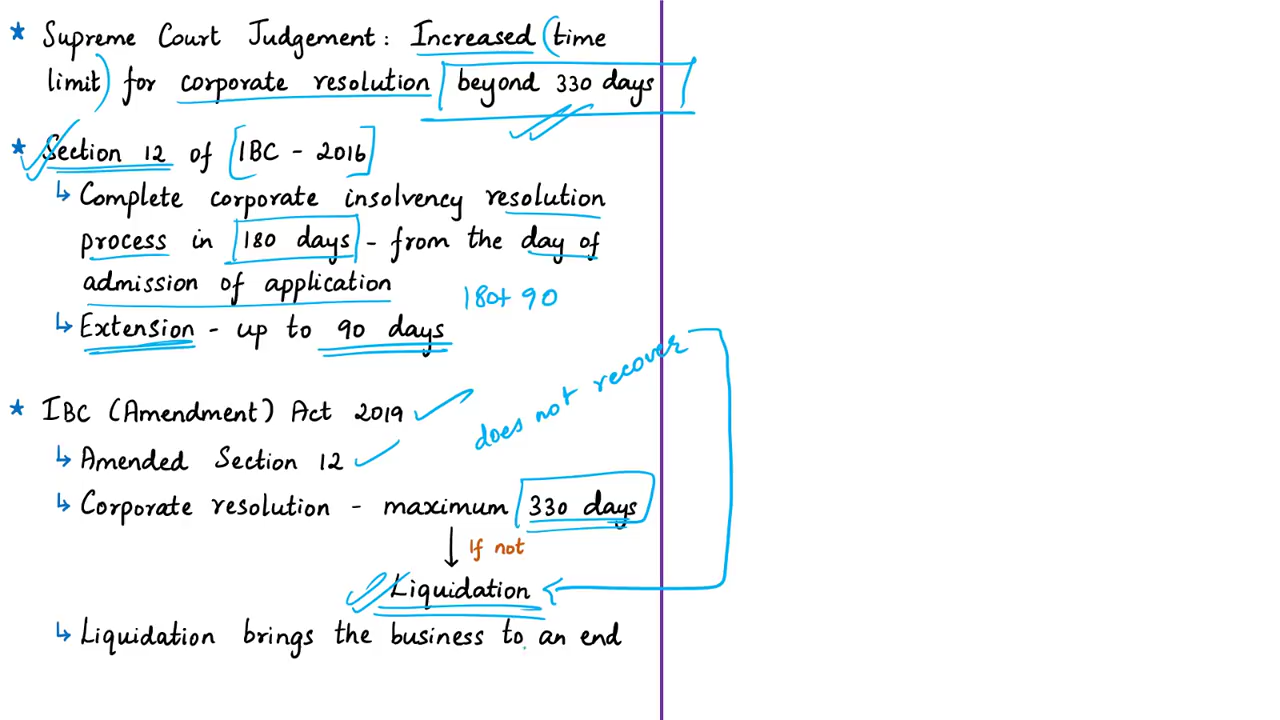 * Supreme Court Judgement: Increased (time
limit) for corporate resolution beyond 330 days
* Section 12 of [IBC - 2016]
↳ Complete corporate insolvency resolution
process in 180 days - from the day of
admission of application
180+ 90
↳ Extension - up to 90 days
does not recover
* IBC (Amendment) Act 2019
↳ Amended Section 12
↳ Corporate resolution - maximum 330 days
↓ If not
Liquidation
↳ Liquidation brings the business to an end